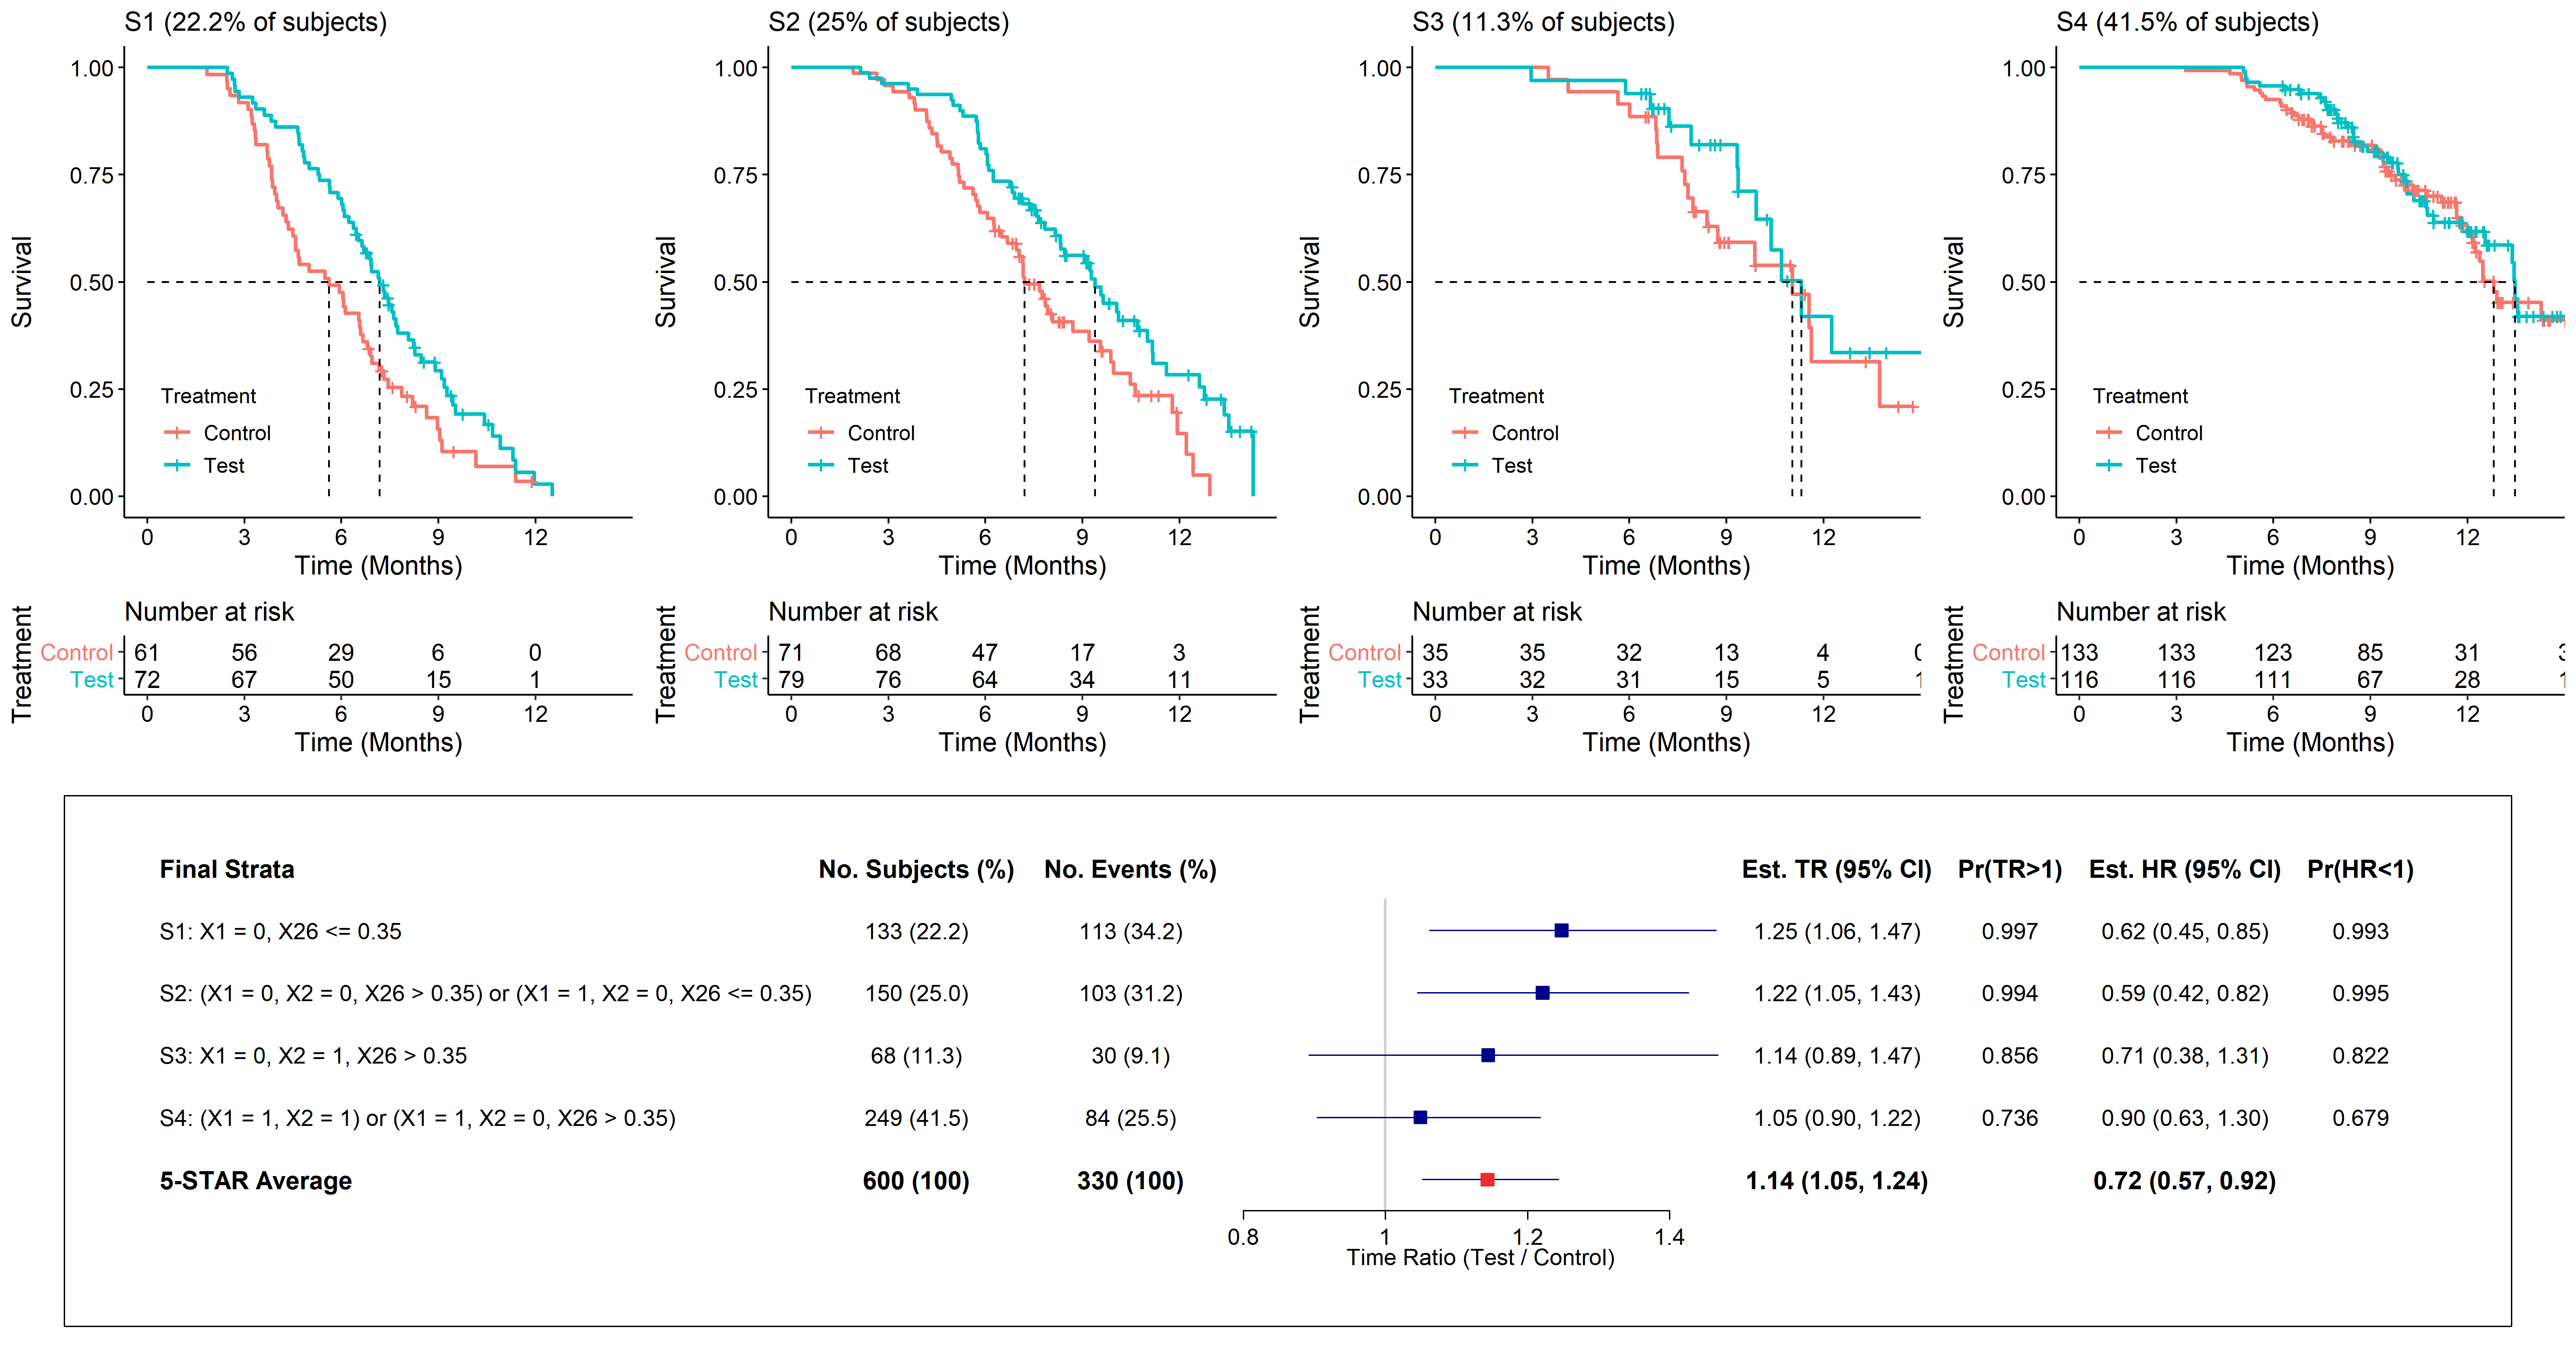 S1 (22.2% of subjects)
1.00
0.75
0.50
0.25
0.00
Survival
Treatment
Control
Test
0 3 6 9 12
Time (Months)
Number at risk
Treatment
Control 61 56 29 6 0
Test 72 67 50 15 1
0 3 6 9 12
Time (Months)
S2 (25% of subjects)
1.00
0.75
0.50
0.25
0.00
Survival
Treatment
Control
Test
0 3 6 9 12
Time (Months)
Number at risk
Treatment
Control 71 68 47 17 3
Test 79 76 64 34 11
0 3 6 9 12
Time (Months)
S3 (11.3% of subjects)
1.00
0.75
0.50
0.25
0.00
Survival
Treatment
Control
Test
0 3 6 9 12
Time (Months)
Number at risk
Treatment
Control 35 35 32 13 4
Test 33 32 31 15 5
0 3 6 9 12
Time (Months)
S4 (41.5% of subjects)
1.00
0.75
0.50
0.25
0.00
Survival
Treatment
Control
Test
0 3 6 9 12
Time (Months)
Number at risk
Treatment
Control 133 133 123 85 31
Test 116 116 111 67 28
0 3 6 9 12
Time (Months)
Final Strata No. Subjects (%) No. Events (%) Est. TR (95% CI) Pr(TR>1) Est. HR (95% CI) Pr(HR<1)
S1: X1 = 0, X26 <= 0.35 133 (22.2) 113 (34.2) 1.25 (1.06, 1.47) 0.997 0.62 (0.45, 0.85) 0.993
S2: (X1 = 0, X2 = 0, X26 > 0.35) or (X1 = 1, X2 = 0, X26 <= 0.35) 150 (25.0) 103 (31.2) 1.22 (1.05, 1.43) 0.994 0.59 (0.42, 0.82) 0.995
S3: X1 = 0, X2 = 1, X26 > 0.35 68 (11.3) 30 (9.1) 1.14 (0.89, 1.47) 0.856 0.71 (0.38, 1.31) 0.822
S4: (X1 = 1, X2 = 1) or (X1 = 1, X2 = 0, X26 > 0.35) 249 (41.5) 84 (25.5) 1.05 (0.90, 1.22) 0.736 0.90 (0.63, 1.30) 0.679
5-STAR Average 600 (100) 330 (100) 1.14 (1.05, 1.24) 0.72 (0.57, 0.92)
0.8 1 1.2 1.4
Time Ratio (Test / Control)